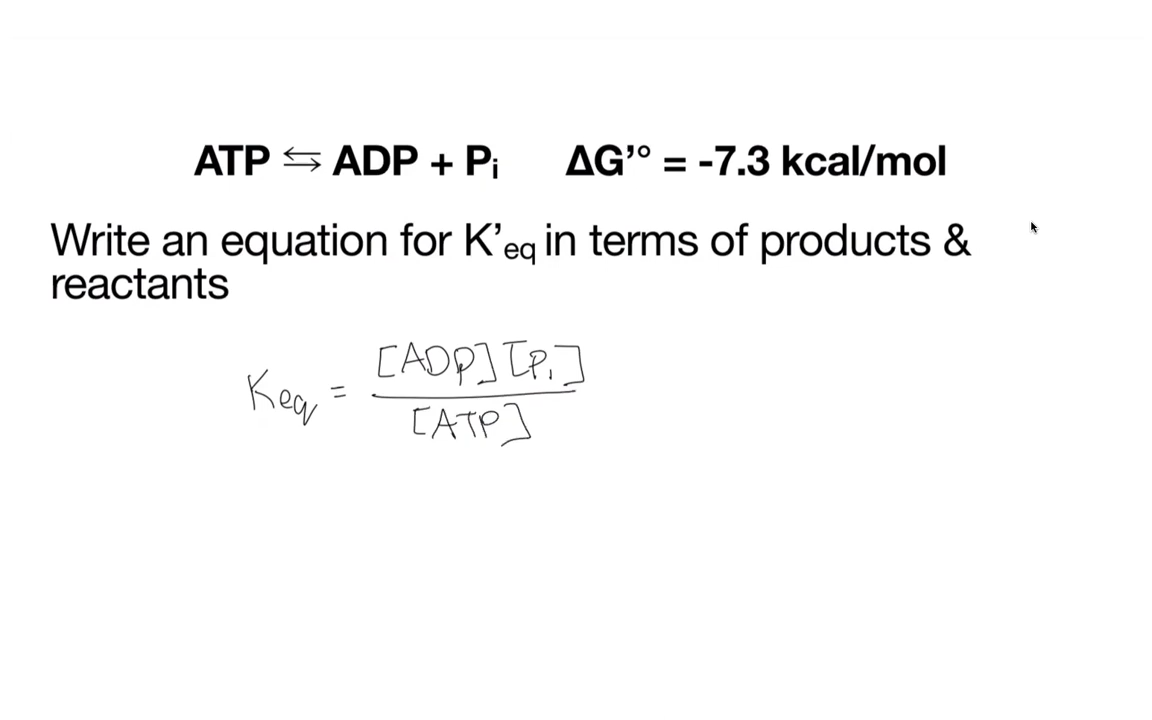 ATP ⇆ ADP + Pᵢ ΔG’° = -7.3 kcal/mol
Write an equation for K’eq in terms of products &
reactants
Keq = [ADP][Pi]
[ATP]